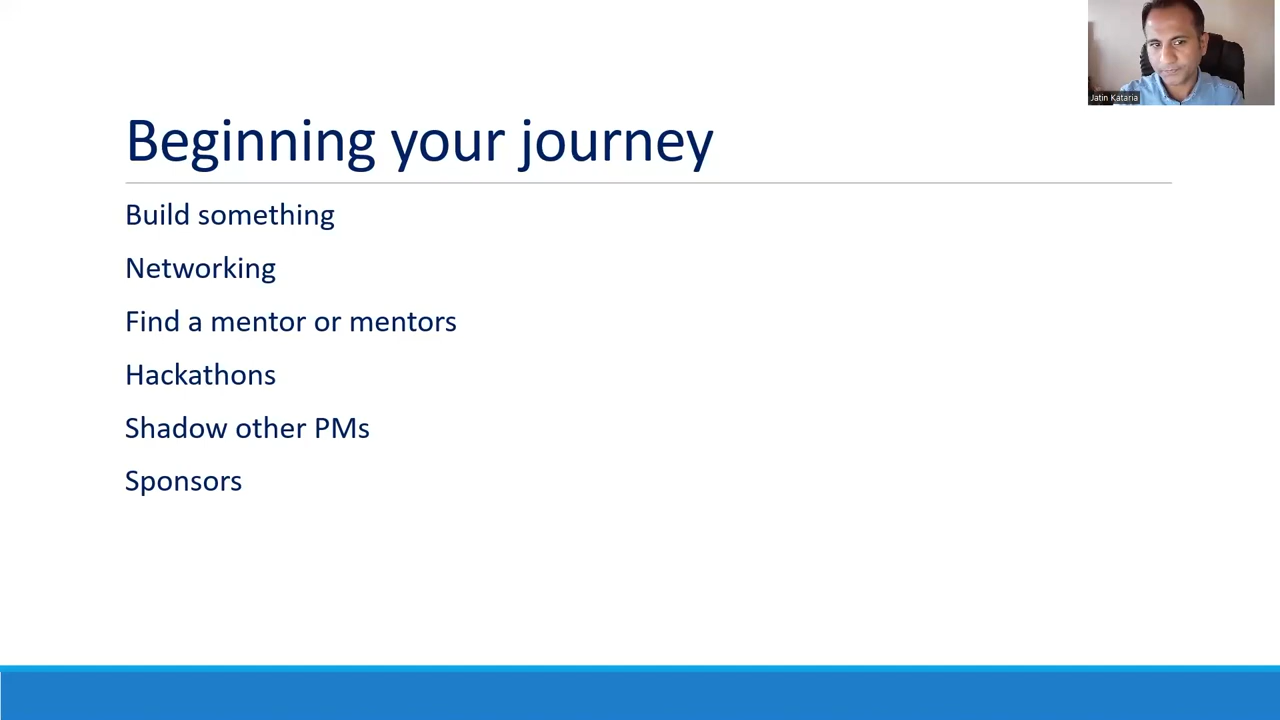 Jatin Kataria
Beginning your journey
Build something
Networking
Find a mentor or mentors
Hackathons
Shadow other PMs
Sponsors